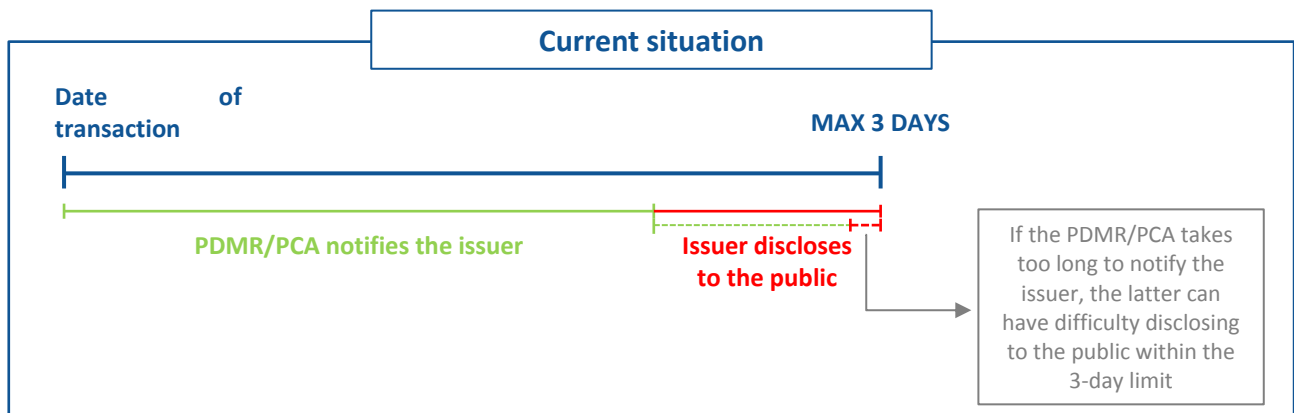 Current situation
Date of
transaction
MAX 3 DAYS
PDMR/PCA notifies the issuer
Issuer discloses
to the public
If the PDMR/PCA takes
too long to notify the
issuer, the latter can
have difficulty disclosing
to the public within the
3-day limit